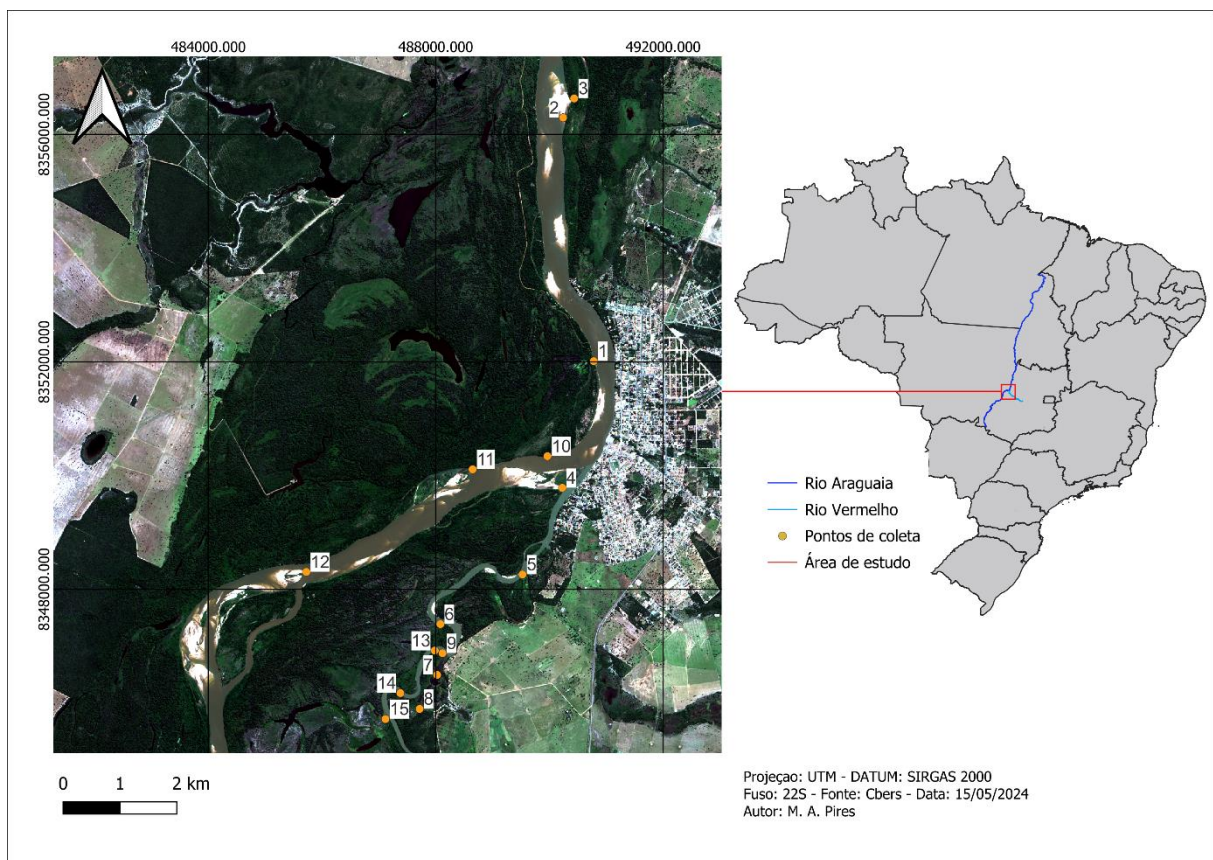 484000.000
488000.000
492000.000
8356000.000
8352000.000
8348000.000
3
2
1
10
11
4
12
5
6
13
9
7
14
8
15
Rio Araguaia
Rio Vermelho
Pontos de coleta
Área de estudo
0 1 2 km
Projeçao: UTM - DATUM: SIRGAS 2000
Fuso: 22S - Fonte: Cbers - Data: 15/05/2024
Autor: M. A. Pires